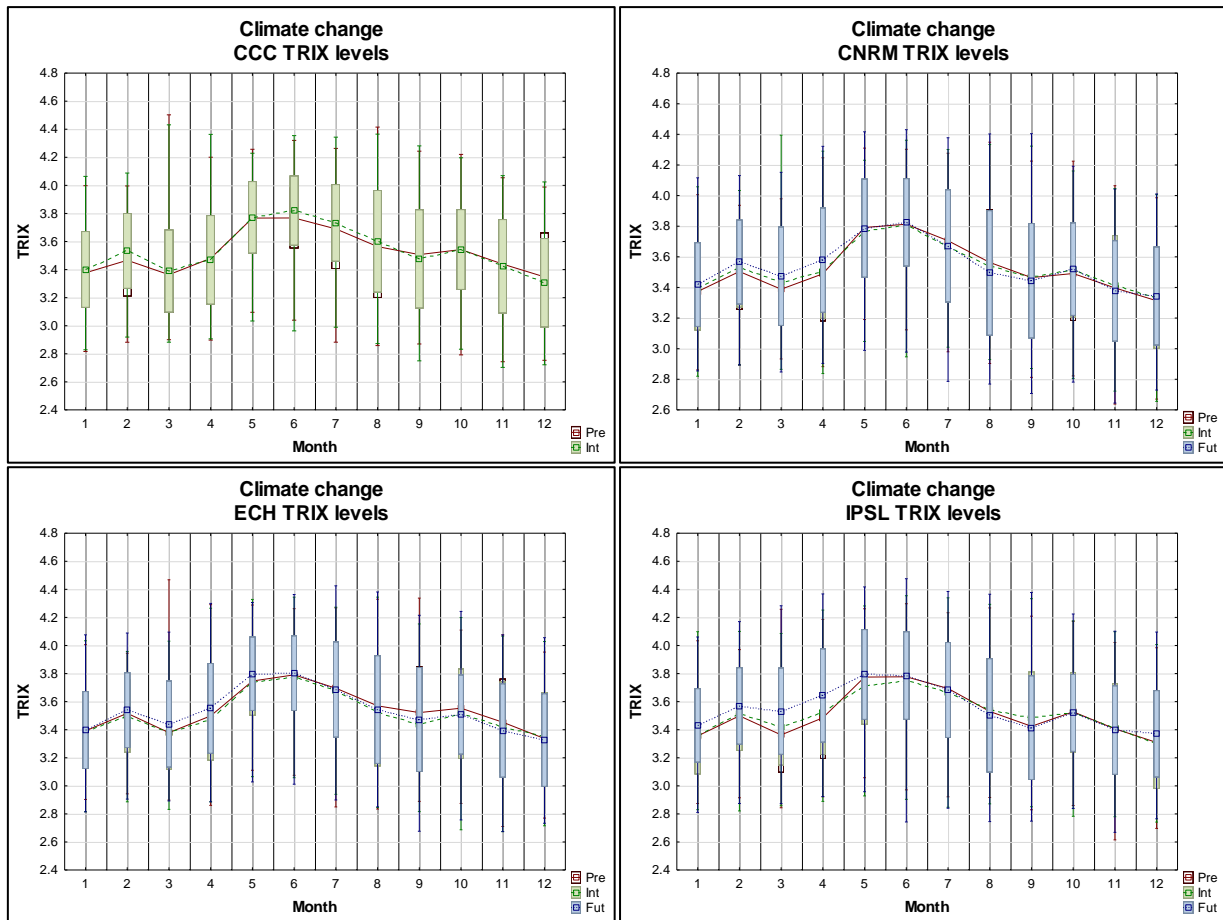 Climate change
CCC TRIX levels
4.8
4.6
4.4
4.2
4.0
3.8
3.6
3.4
3.2
3.0
2.8
2.6
2.4
TRIX
1 2 3 4 5 6 7 8 9 10 11 12
Month
Pre
Int
Climate change
CNRM TRIX levels
4.8
4.6
4.4
4.2
4.0
3.8
3.6
3.4
3.2
3.0
2.8
2.6
TRIX
1 2 3 4 5 6 7 8 9 10 11 12
Month
Pre
Int
Fut
Climate change
ECH TRIX levels
4.8
4.6
4.4
4.2
4.0
3.8
3.6
3.4
3.2
3.0
2.8
2.6
2.4
TRIX
1 2 3 4 5 6 7 8 9 10 11 12
Month
Pre
Int
Fut
Climate change
IPSL TRIX levels
4.8
4.6
4.4
4.2
4.0
3.8
3.6
3.4
3.2
3.0
2.8
2.6
2.4
TRIX
1 2 3 4 5 6 7 8 9 10 11 12
Month
Pre
Int
Fut